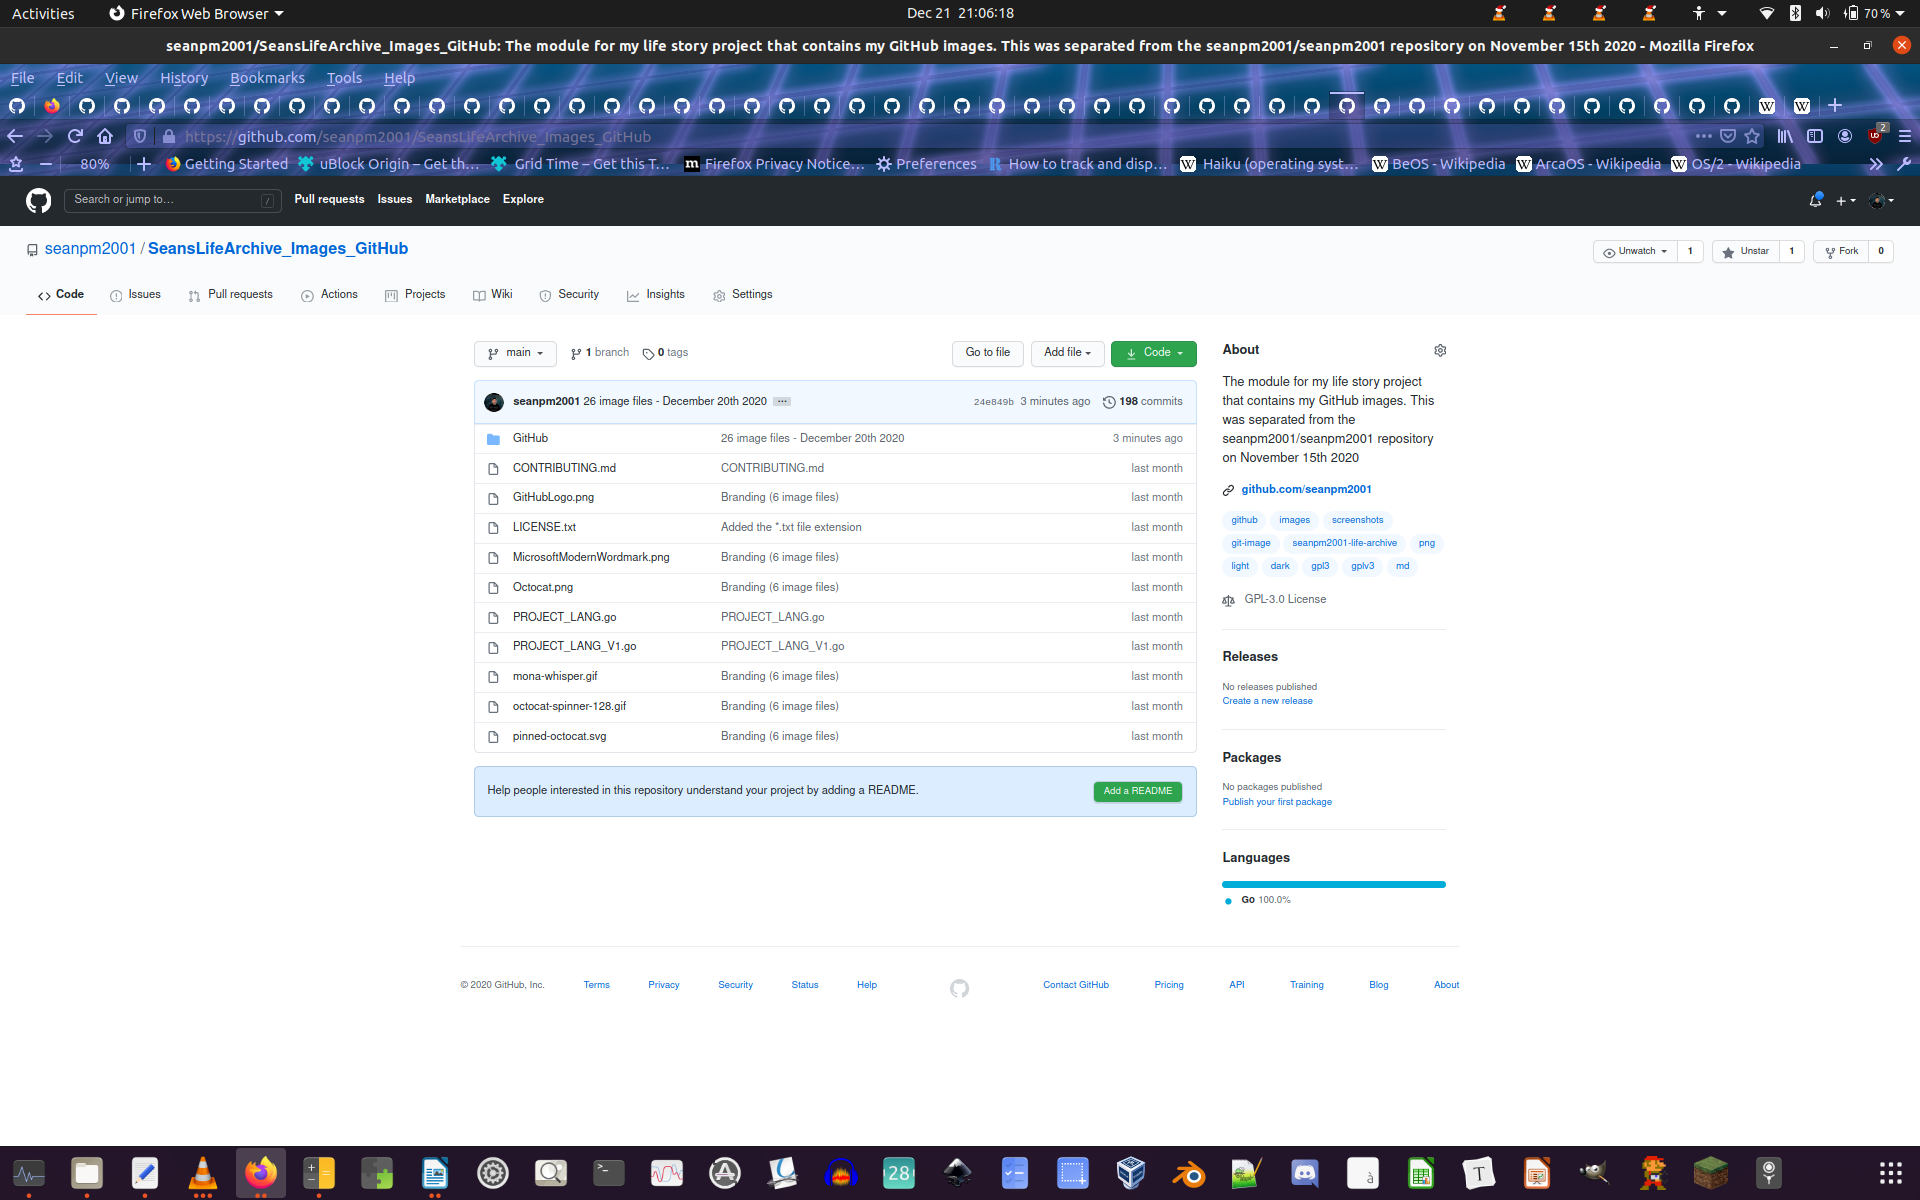 Activities Firefox Web Browser Dec 21 21:06:18 70 %
seanpm2001/SeansLifeArchive_Images_GitHub: The module for my life story project that contains my GitHub images. This was separated from the seanpm2001/seanpm2001 repository on November 15th 2020 - Mozilla Firefox
File Edit View History Bookmarks Tools Help
https://github.com/seanpm2001/SeansLifeArchive_Images_GitHub 2
80% Getting Started uBlock Origin – Get th… Grid Time – Get this T… Firefox Privacy Notice… Preferences How to track and disp… Haiku (operating syst… BeOS - Wikipedia ArcaOS - Wikipedia OS/2 - Wikipedia
Search or jump to… / Pull requests Issues Marketplace Explore
seanpm2001 / SeansLifeArchive_Images_GitHub Unwatch 1 Unstar 1 Fork 0
Code Issues Pull requests Actions Projects Wiki Security Insights Settings
main 1 branch 0 tags Go to file Add file Code
seanpm2001 26 image files - December 20th 2020 24e849b 3 minutes ago 198 commits
GitHub 26 image files - December 20th 2020 3 minutes ago
CONTRIBUTING.md CONTRIBUTING.md last month
GitHubLogo.png Branding (6 image files) last month
LICENSE.txt Added the *.txt file extension last month
MicrosoftModernWordmark.png Branding (6 image files) last month
Octocat.png Branding (6 image files) last month
PROJECT_LANG.go PROJECT_LANG.go last month
PROJECT_LANG_V1.go PROJECT_LANG_V1.go last month
mona-whisper.gif Branding (6 image files) last month
octocat-spinner-128.gif Branding (6 image files) last month
pinned-octocat.svg Branding (6 image files) last month
Help people interested in this repository understand your project by adding a README. Add a README
About
The module for my life story project
that contains my GitHub images. This
was separated from the
seanpm2001/seanpm2001 repository
on November 15th 2020
github.com/seanpm2001
github images screenshots
git-image seanpm2001-life-archive png
light dark gpl3 gplv3 md
GPL-3.0 License
Releases
No releases published
Create a new release
Packages
No packages published
Publish your first package
Languages
Go 100.0%
© 2020 GitHub, Inc. Terms Privacy Security Status Help Contact GitHub Pricing API Training Blog About
28